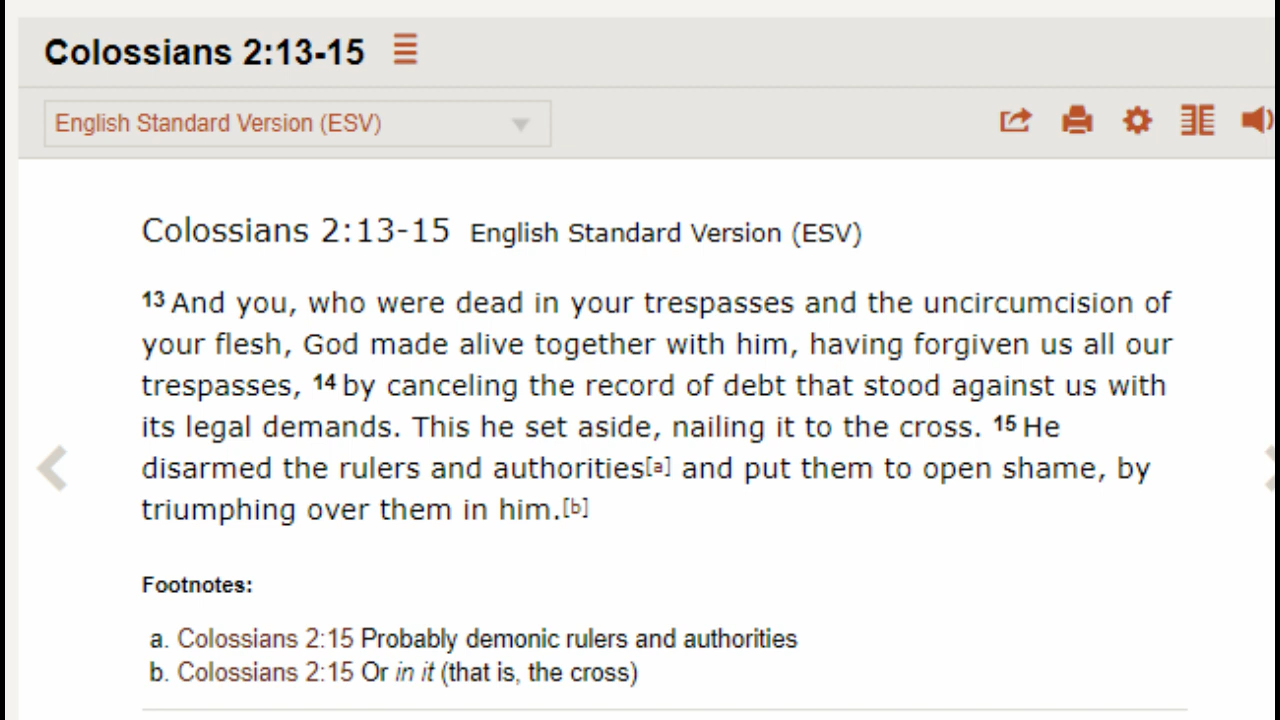 Colossians 2:13-15
English Standard Version (ESV)
Colossians 2:13-15 English Standard Version (ESV)
13 And you, who were dead in your trespasses and the uncircumcision of
your flesh, God made alive together with him, having forgiven us all our
trespasses, 14 by canceling the record of debt that stood against us with
its legal demands. This he set aside, nailing it to the cross. 15 He
disarmed the rulers and authorities[a] and put them to open shame, by
triumphing over them in him.[b]
Footnotes:
a. Colossians 2:15 Probably demonic rulers and authorities
b. Colossians 2:15 Or in it (that is, the cross)